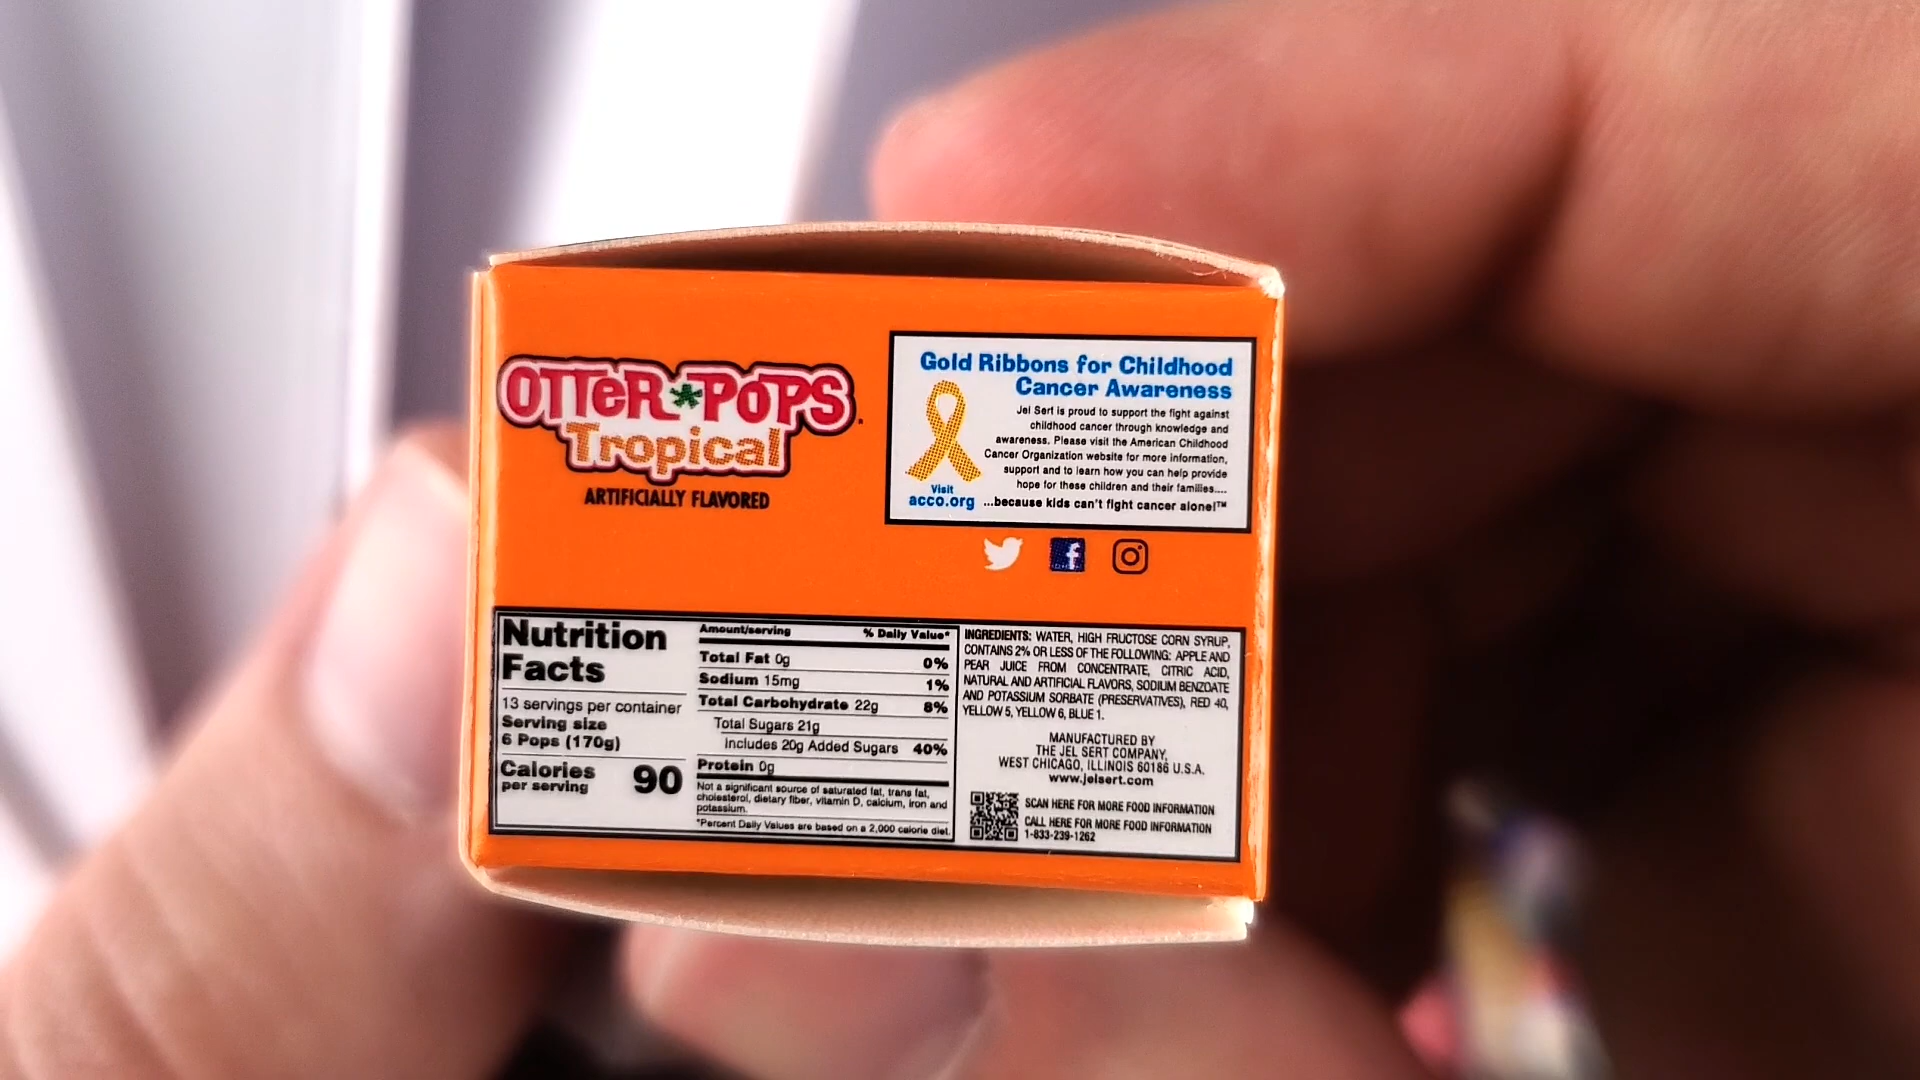 OTTER POPS
Tropical
ARTIFICIALLY FLAVORED
Gold Ribbons for Childhood
Cancer Awareness
Jel Sert is proud to support the fight against
childhood cancer through knowledge and
awareness. Please visit the American Childhood
Cancer Organization website for more information,
support and to learn how you can help provide
hope for these children and their families....
Visit
acco.org
...because kids can't fight cancer alone!™
Nutrition
Facts
13 servings per container
Serving size
6 Pops (170g)
Calories
per serving
90
Amount/serving % Daily Value*
Total Fat 0g 0%
Sodium 15mg 1%
Total Carbohydrate 22g 8%
Total Sugars 21g
Includes 20g Added Sugars 40%
Protein 0g
Not a significant source of saturated fat, trans fat,
cholesterol, dietary fiber, vitamin D, calcium, iron and
potassium.
*Percent Daily Values are based on a 2,000 calorie diet.
INGREDIENTS: WATER, HIGH FRUCTOSE CORN SYRUP,
CONTAINS 2% OR LESS OF THE FOLLOWING: APPLE AND
PEAR JUICE FROM CONCENTRATE, CITRIC ACID,
NATURAL AND ARTIFICIAL FLAVORS, SODIUM BENZOATE
AND POTASSIUM SORBATE (PRESERVATIVES), RED 40,
YELLOW 5, YELLOW 6, BLUE 1.
MANUFACTURED BY
THE JEL SERT COMPANY,
WEST CHICAGO, ILLINOIS 60186 U.S.A.
www.jelsert.com
SCAN HERE FOR MORE FOOD INFORMATION
CALL HERE FOR MORE FOOD INFORMATION
1-833-239-1262